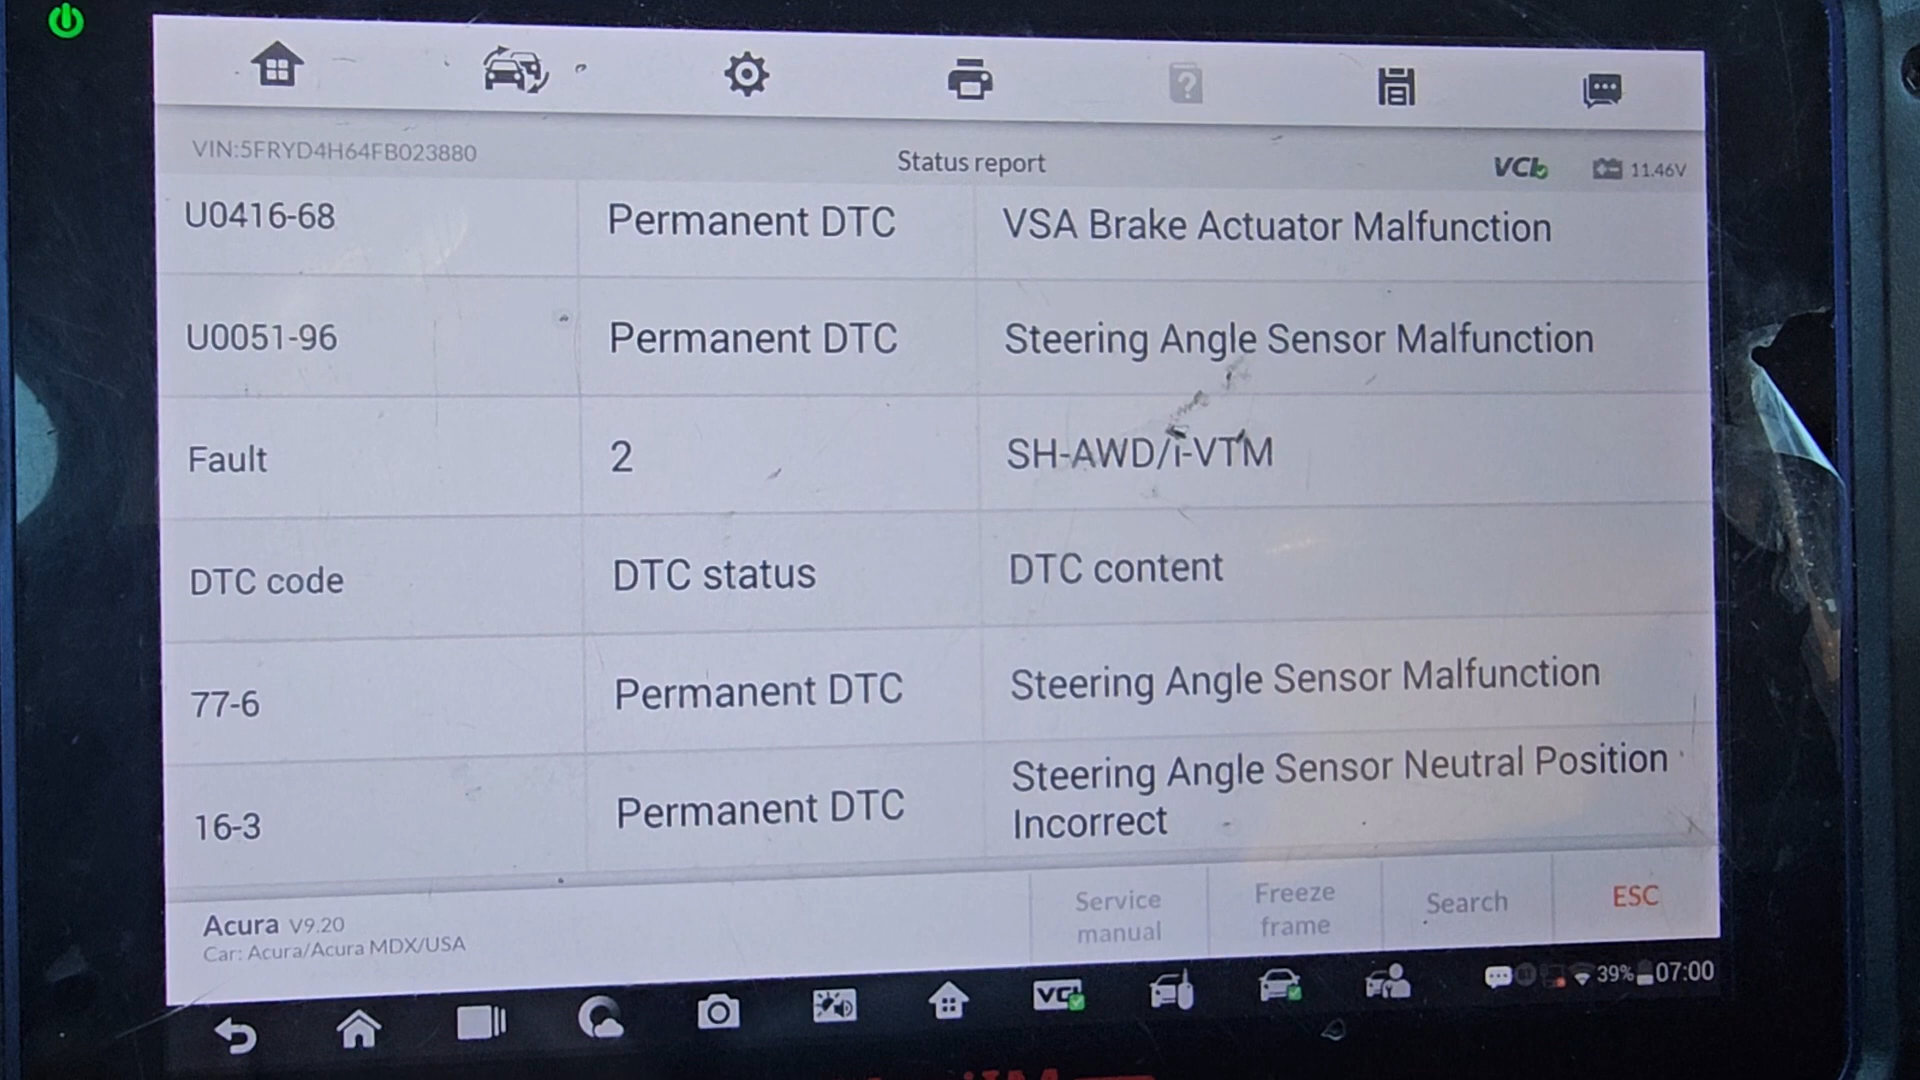 VIN:5FRYD4H64FB023880
Status report
VCI
11.46V
U0416-68 Permanent DTC VSA Brake Actuator Malfunction
U0051-96 Permanent DTC Steering Angle Sensor Malfunction
Fault 2 SH-AWD/i-VTM
DTC code DTC status DTC content
77-6 Permanent DTC Steering Angle Sensor Malfunction
16-3 Permanent DTC Steering Angle Sensor Neutral Position
Incorrect
Acura V9.20
Car: Acura/Acura MDX/USA
Service
manual
Freeze
frame
Search
ESC
VCI
39%
07:00